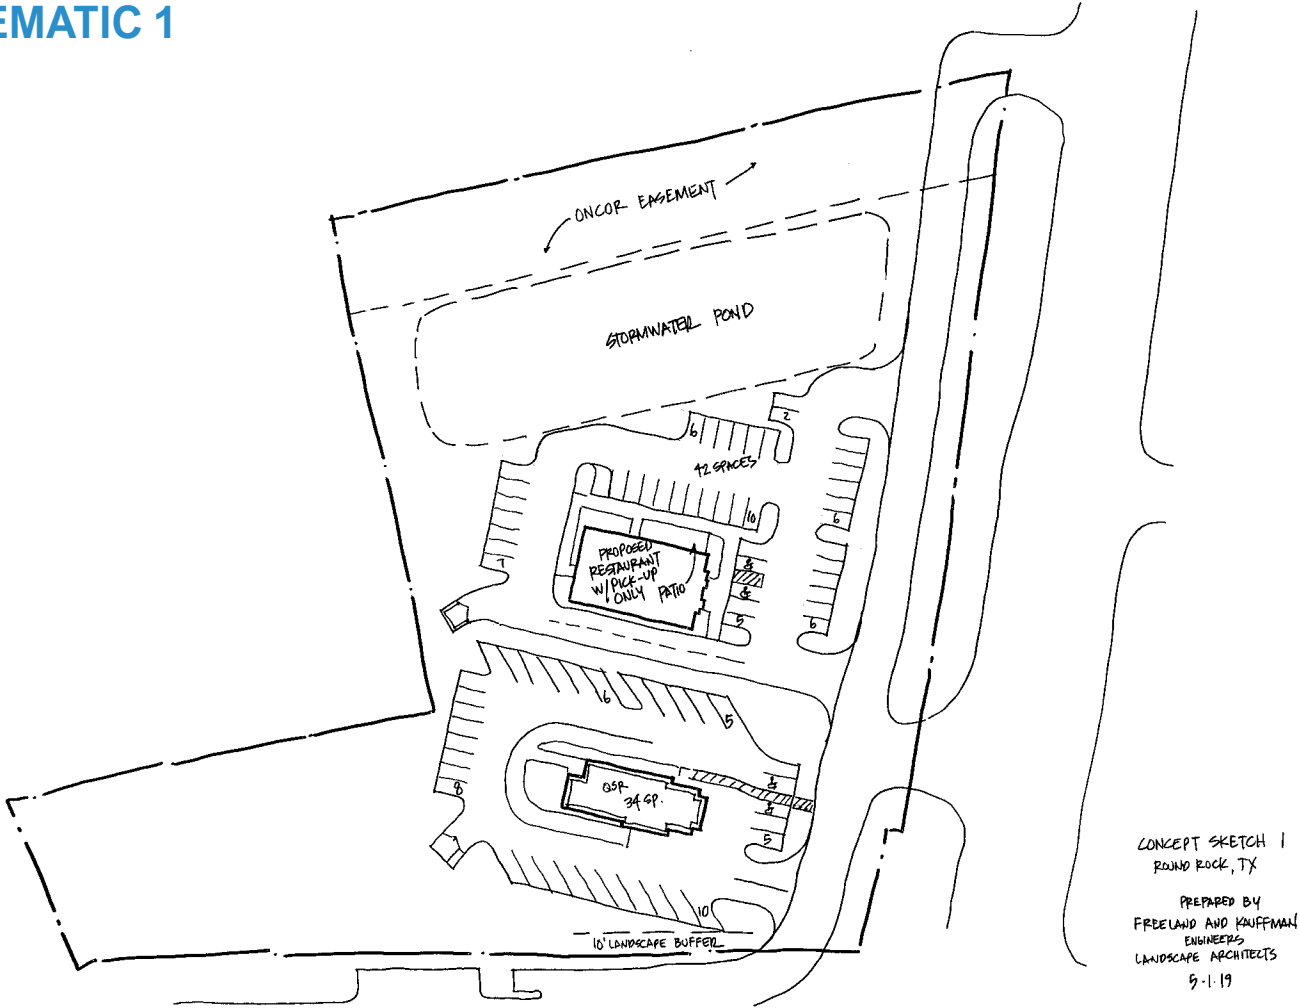 EMATIC 1
ONCOR EASEMENT
STORMWATER POND
2
6
42 SPACES
10
6
7
PROPOSED
RESTAURANT
W/PICK-UP
ONLY PATIO
5
6
6
5
8
QSR
34 SP.
5
10
10' LANDSCAPE BUFFER
CONCEPT SKETCH 1
ROUND ROCK, TX
PREPARED BY
FREELAND AND KAUFFMAN
ENGINEERS
LANDSCAPE ARCHITECTS
5-1-19